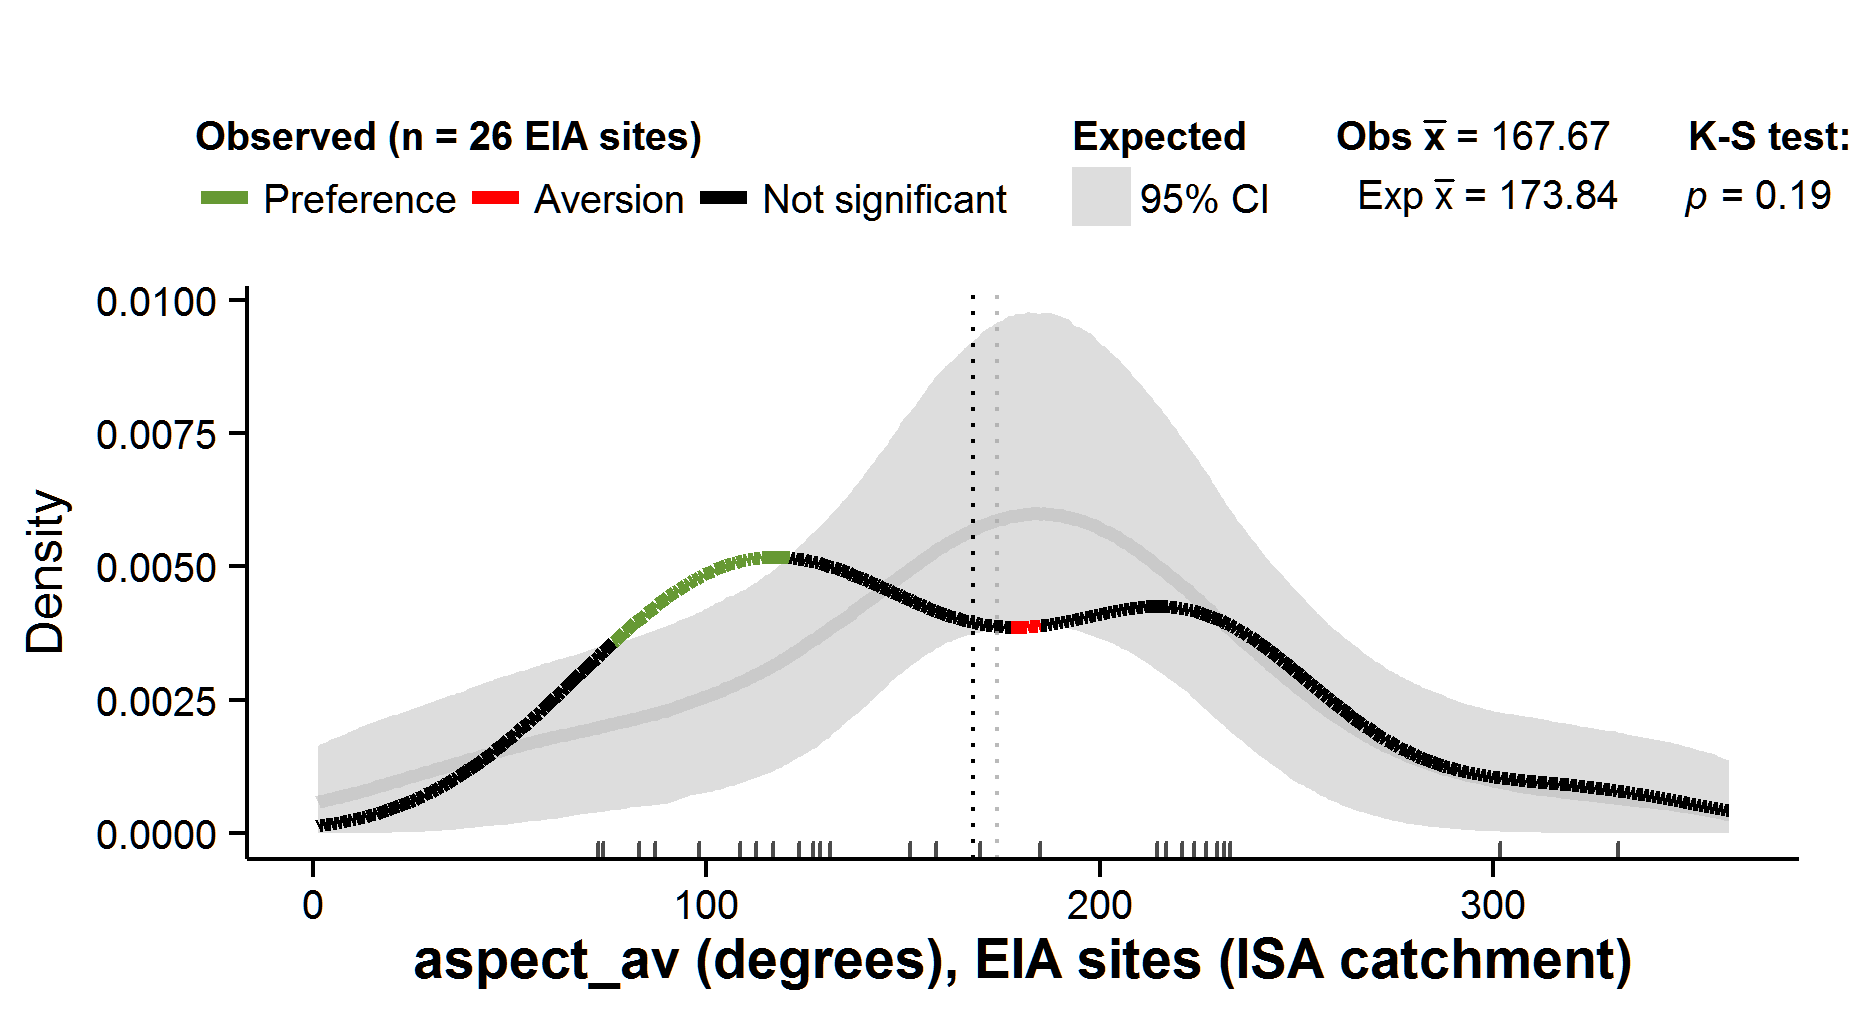 Observed (n = 26 EIA sites) Expected Obs x̅ = 167.67 K-S test:
Preference Aversion Not significant 95% CI Exp x̅ = 173.84 p = 0.19
0.0100
0.0075
0.0050
0.0025
0.0000
Density
0 100 200 300
aspect_av (degrees), EIA sites (ISA catchment)